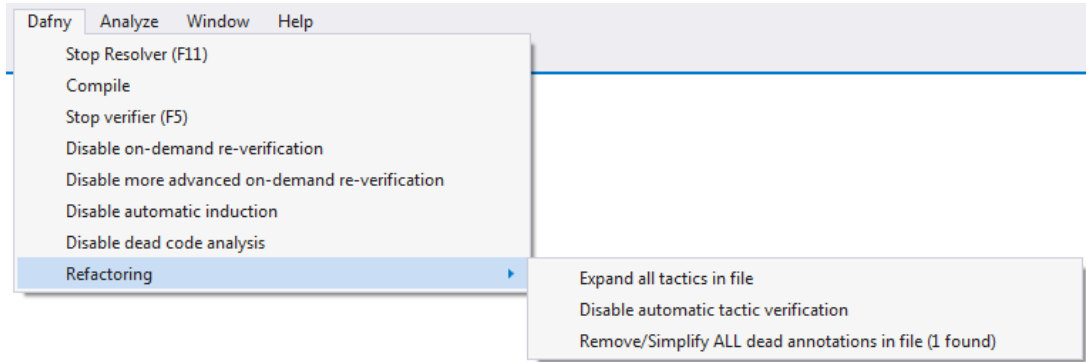 Dafny Analyze Window Help
Stop Resolver (F11)
Compile
Stop verifier (F5)
Disable on-demand re-verification
Disable more advanced on-demand re-verification
Disable automatic induction
Disable dead code analysis
Refactoring
Expand all tactics in file
Disable automatic tactic verification
Remove/Simplify ALL dead annotations in file (1 found)